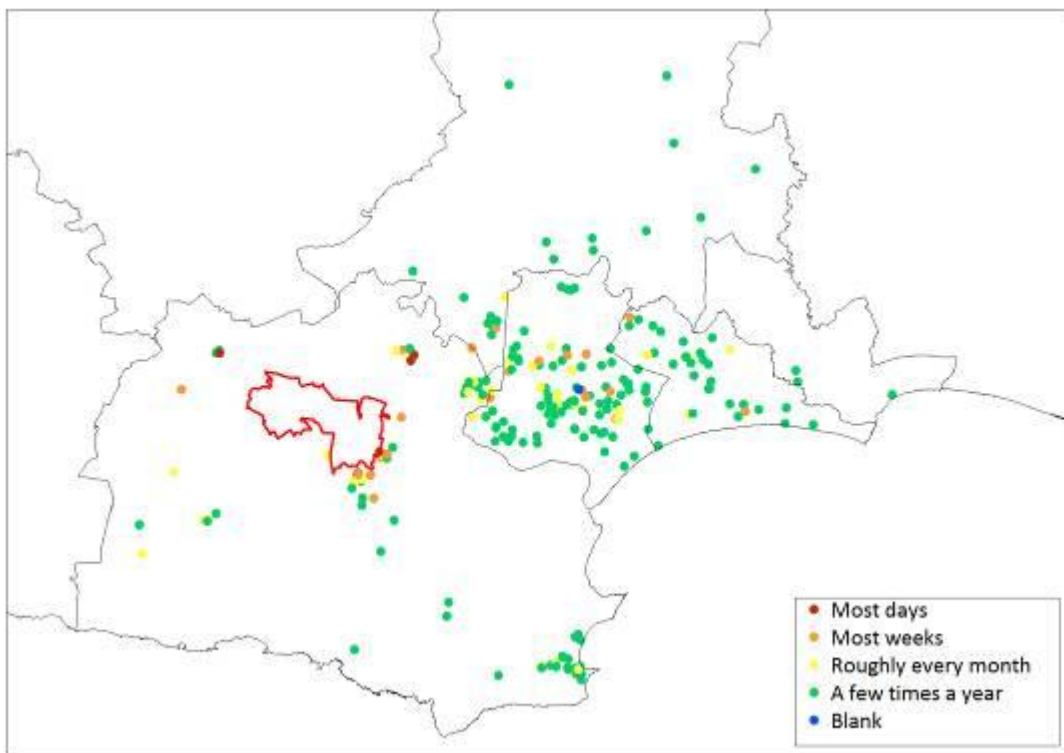 Most days
Most weeks
Roughly every month
A few times a year
Blank